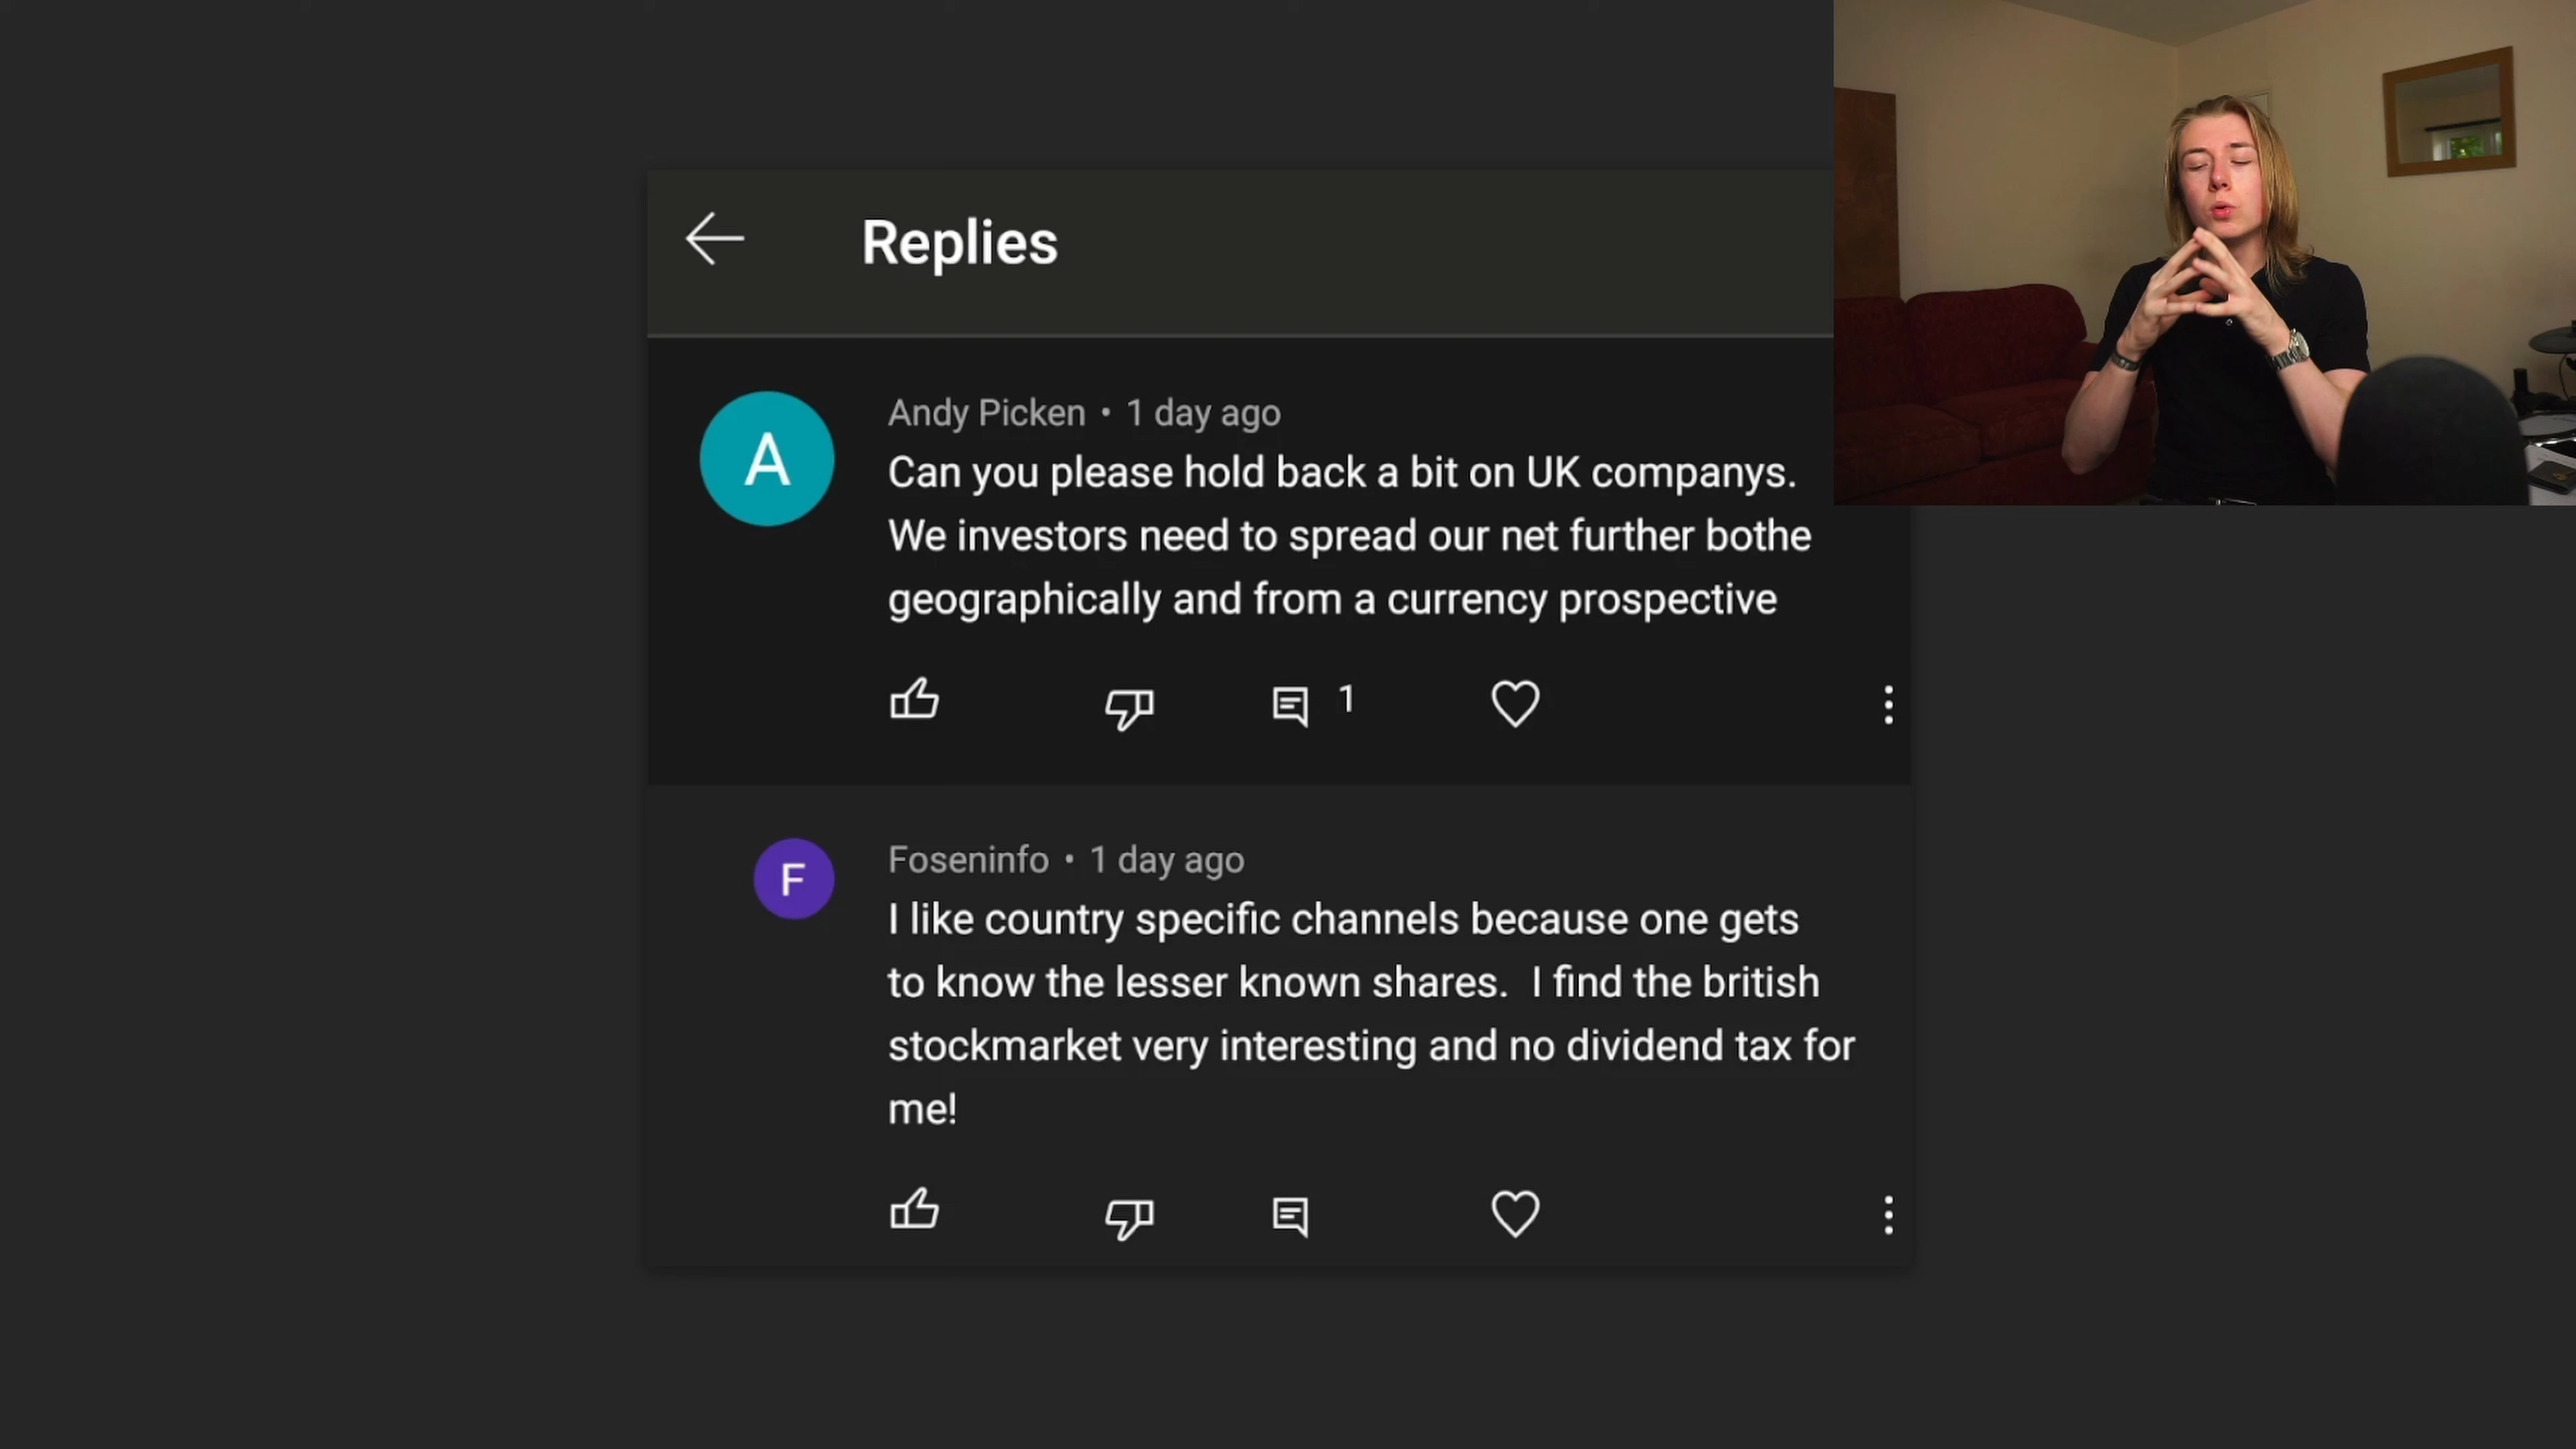 Replies
A
Andy Picken • 1 day ago
Can you please hold back a bit on UK companys.
We investors need to spread our net further bothe
geographically and from a currency prospective
1
F
Foseninfo • 1 day ago
I like country specific channels because one gets
to know the lesser known shares.  I find the british
stockmarket very interesting and no dividend tax for
me!